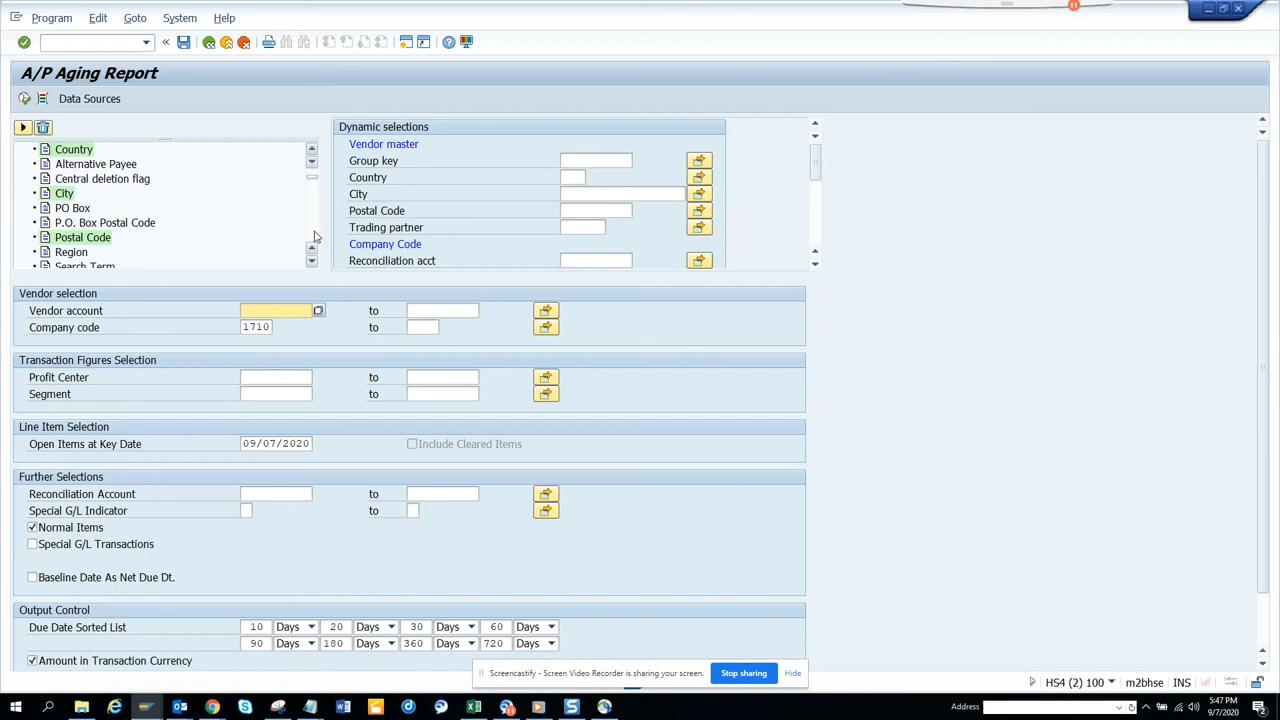 Program Edit Goto System Help
11
A/P Aging Report
Data Sources
Country
Alternative Payee
Central deletion flag
City
PO Box
P.O. Box Postal Code
Postal Code
Region
Search Term
Dynamic selections
Vendor master
Group key
Country
City
Postal Code
Trading partner
Company Code
Reconciliation acct
Vendor selection
Vendor account to
Company code 1710 to
Transaction Figures Selection
Profit Center to
Segment to
Line Item Selection
Open Items at Key Date 09/07/2020 Include Cleared Items
Further Selections
Reconciliation Account to
Special G/L Indicator to
Normal Items
Special G/L Transactions
Baseline Date As Net Due Dt.
Output Control
Due Date Sorted List 10 Days 20 Days 30 Days 60 Days
90 Days 180 Days 360 Days 720 Days
Amount in Transaction Currency
Screencastify - Screen Video Recorder is sharing your screen. Stop sharing Hide
HS4 (2) 100 m2bhse INS
Address
5:47 PM
9/7/2020